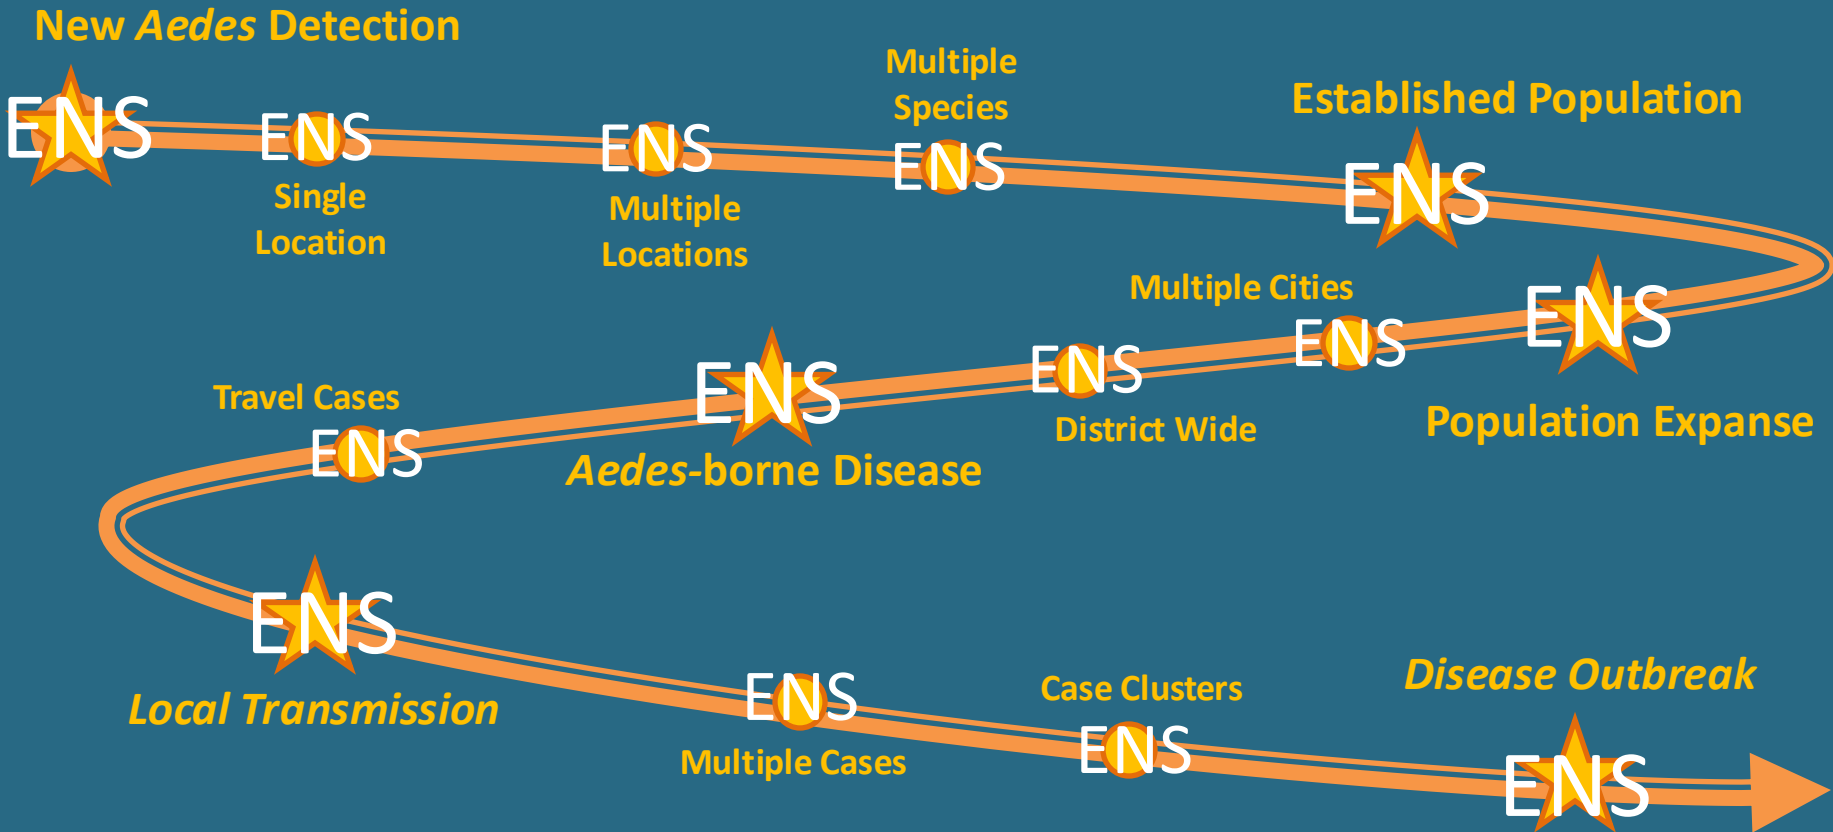 New Aedes Detection
ENS
ENS
Single
Location
ENS
Multiple
Locations
Multiple
Species
ENS
Established Population
ENS
ENS
Population Expanse
Multiple Cities
ENS
ENS
District Wide
ENS
Aedes-borne Disease
Travel Cases
ENS
ENS
Local Transmission
ENS
Multiple Cases
Case Clusters
ENS
Disease Outbreak
ENS